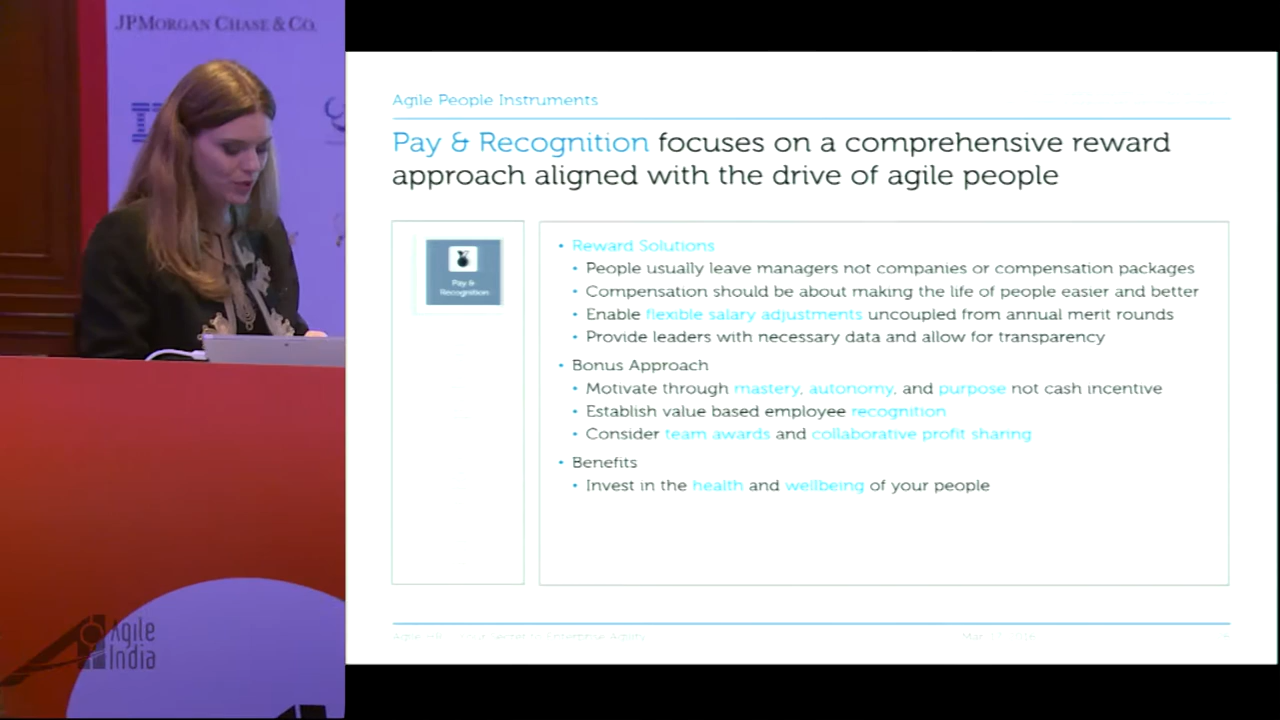 JPMORGAN CHASE & CO.
Agile People Instruments
Pay & Recognition focuses on a comprehensive reward
approach aligned with the drive of agile people
Pay &
Recognition
• Reward Solutions
• People usually leave managers not companies or compensation packages
• Compensation should be about making the life of people easier and better
• Enable flexible salary adjustments uncoupled from annual merit rounds
• Provide leaders with necessary data and allow for transparency
• Bonus Approach
• Motivate through mastery, autonomy, and purpose not cash incentive
• Establish value based employee recognition
• Consider team awards and collaborative profit sharing
• Benefits
• Invest in the health and wellbeing of your people
Agile
India